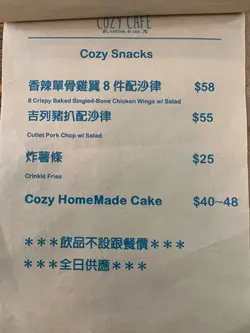 COZY CAFE
Cozy Snacks
香辣單骨雞翼 8 件配沙律 $58
8 Crispy Baked Singled-Bone Chicken Wings w/ Salad
吉列豬扒配沙律 $55
Cutlet Pork Chop w/ Salad
炸薯條 $25
Crinkle Fries
Cozy HomeMade Cake $40~48
***飲品不設跟餐價***
***全日供應***